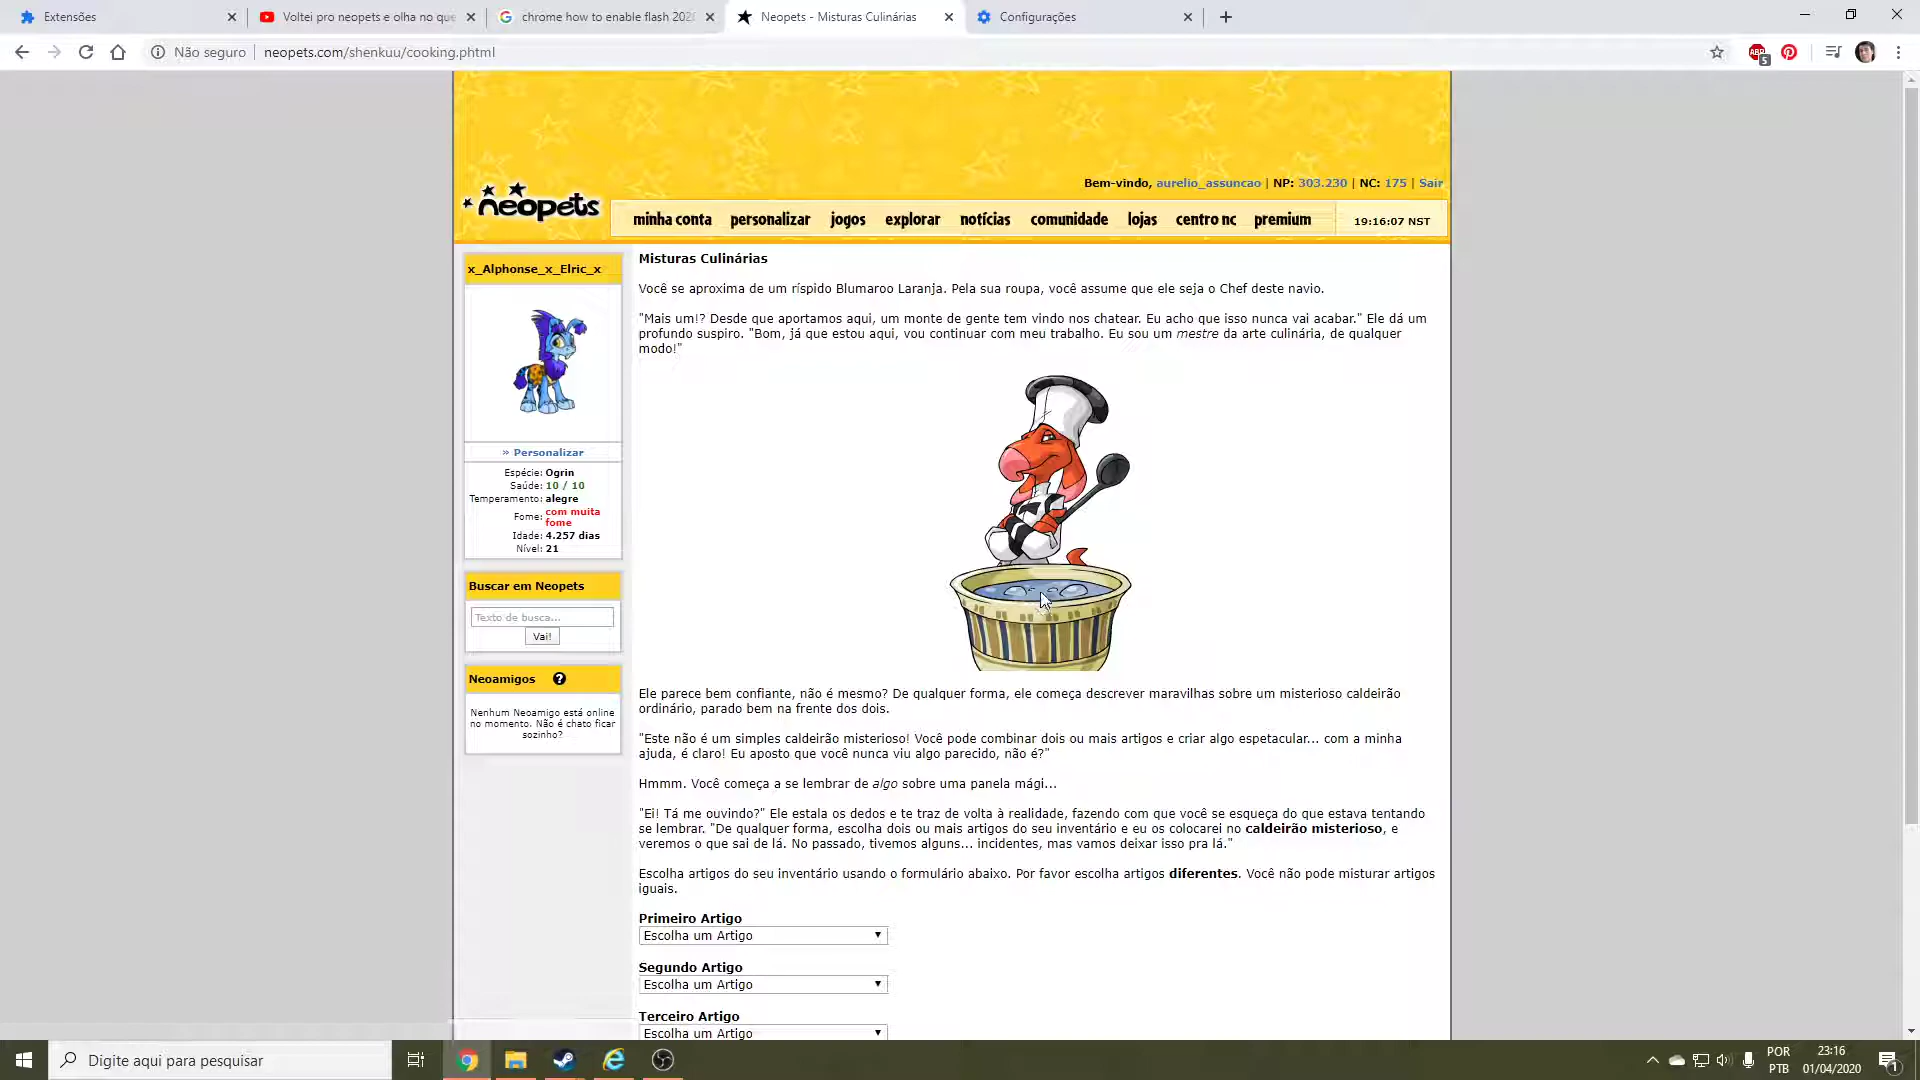 Extensões
Voltei pro neopets e olha no que
chrome how to enable flash 2020
Neopets - Misturas Culinárias
Configurações
Não seguro
neopets.com/shenkuu/cooking.phtml
ABP
5
Bem-vindo, aurelio_assuncao | NP: 303.230 | NC: 175 | Sair
neopets
minha conta personalizar jogos explorar notícias comunidade lojas centro nc premium 19:16:07 NST
x_Alphonse_x_Elric_x
» Personalizar
Espécie: Ogrin
Saúde: 10 / 10
Temperamento: alegre
Fome: com muita fome
Idade: 4.257 dias
Nível: 21
Buscar em Neopets
Texto de busca...
Vai!
Neoamigos ?
Nenhum Neoamigo está online
no momento. Não é chato ficar
sozinho?
Misturas Culinárias
Você se aproxima de um ríspido Blumaroo Laranja. Pela sua roupa, você assume que ele seja o Chef deste navio.
"Mais um!? Desde que aportamos aqui, um monte de gente tem vindo nos chatear. Eu acho que isso nunca vai acabar." Ele dá um
profundo suspiro. "Bom, já que estou aqui, vou continuar com meu trabalho. Eu sou um mestre da arte culinária, de qualquer
modo!"
Ele parece bem confiante, não é mesmo? De qualquer forma, ele começa descrever maravilhas sobre um misterioso caldeirão
ordinário, parado bem na frente dos dois.
"Este não é um simples caldeirão misterioso! Você pode combinar dois ou mais artigos e criar algo espetacular... com a minha
ajuda, é claro! Eu aposto que você nunca viu algo parecido, não é?"
Hmmm. Você começa a se lembrar de algo sobre uma panela mági...
"Ei! Tá me ouvindo?" Ele estala os dedos e te traz de volta à realidade, fazendo com que você se esqueça do que estava tentando
se lembrar. "De qualquer forma, escolha dois ou mais artigos do seu inventário e eu os colocarei no caldeirão misterioso, e
veremos o que sai de lá. No passado, tivemos alguns... incidentes, mas vamos deixar isso pra lá."
Escolha artigos do seu inventário usando o formulário abaixo. Por favor escolha artigos diferentes. Você não pode misturar artigos
iguais.
Primeiro Artigo
Escolha um Artigo
Segundo Artigo
Escolha um Artigo
Terceiro Artigo
Escolha um Artigo
Digite aqui para pesquisar
POR
PTB
23:16
01/04/2020
1